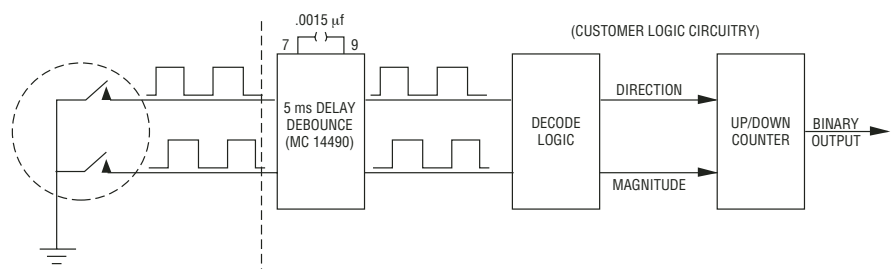 .0015 µf
7 9
(CUSTOMER LOGIC CIRCUITRY)
5 ms DELAY
DEBOUNCE
(MC 14490)
DECODE
LOGIC
DIRECTION
MAGNITUDE
UP/DOWN
COUNTER
BINARY
OUTPUT